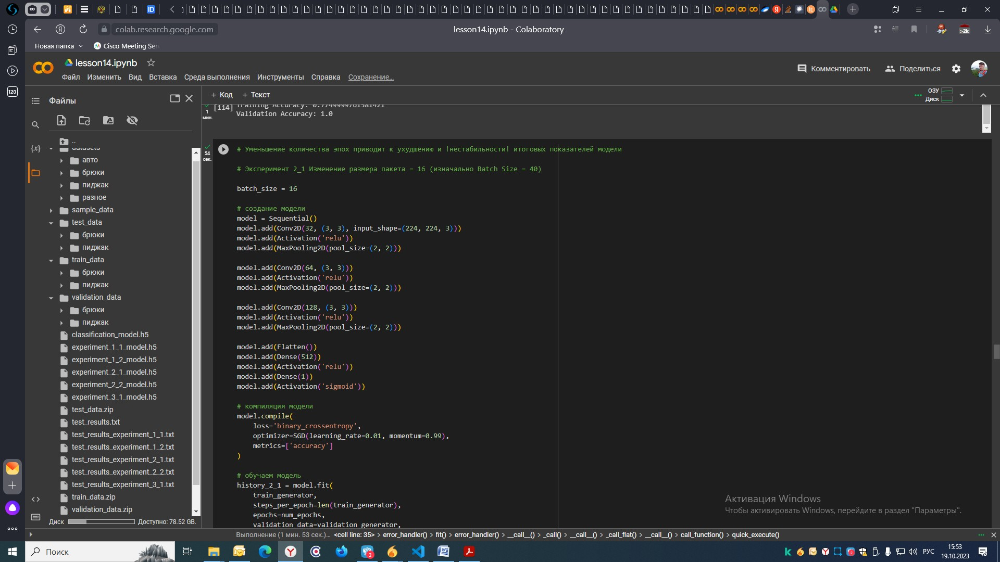 ID
colab.research.google.com
lesson14.ipynb - Colaboratory
>2k
Новая папка
Cisco Meeting Ser
120
lesson14.ipynb
Файл Изменить Вид Вставка Среда выполнения Инструменты Справка Сохранение...
Комментировать
Поделиться
Файлы
+ Код + Текст
ОЗУ
Диск
..
datasets
авто
брюки
пиджак
разное
sample_data
test_data
брюки
пиджак
train_data
брюки
пиджак
validation_data
брюки
пиджак
classification_model.h5
experiment_1_1_model.h5
experiment_1_2_model.h5
experiment_2_1_model.h5
experiment_2_2_model.h5
experiment_3_1_model.h5
test_data.zip
test_results.txt
test_results_experiment_1_1.txt
test_results_experiment_1_2.txt
test_results_experiment_2_1.txt
test_results_experiment_2_2.txt
test_results_experiment_3_1.txt
train_data.zip
validation_data.zip
Диск Доступно: 78.52 GB.
1 мин.
[114] Training Accuracy: 0.7749999761581421
Validation Accuracy: 1.0
54 сек.
# Уменьшение количества эпох приводит к ухудшению и !нестабильности! итоговых показателей модели
# Эксперимент 2_1 Изменение размера пакета = 16 (изначально Batch Size = 40)
batch_size = 16
# создание модели
model = Sequential()
model.add(Conv2D(32, (3, 3), input_shape=(224, 224, 3)))
model.add(Activation('relu'))
model.add(MaxPooling2D(pool_size=(2, 2)))
model.add(Conv2D(64, (3, 3)))
model.add(Activation('relu'))
model.add(MaxPooling2D(pool_size=(2, 2)))
model.add(Conv2D(128, (3, 3)))
model.add(Activation('relu'))
model.add(MaxPooling2D(pool_size=(2, 2)))
model.add(Flatten())
model.add(Dense(512))
model.add(Activation('relu'))
model.add(Dense(1))
model.add(Activation('sigmoid'))
# компиляция модели
model.compile(
loss='binary_crossentropy',
optimizer=SGD(learning_rate=0.01, momentum=0.99),
metrics=['accuracy']
)
# обучаем модель
history_2_1 = model.fit(
train_generator,
steps_per_epoch=len(train_generator),
epochs=num_epochs,
validation_data=validation_generator,
Активация Windows
Чтобы активировать Windows, перейдите в раздел "Параметры".
Выполнение (1 мин. 53 сек.)... <cell line: 35> > error_handler() > fit() > error_handler() > __call__() > _call() > __call__() > _call_flat() > __call__() > call_function() > quick_execute()
Поиск
2
РУС
15:53
19.10.2023